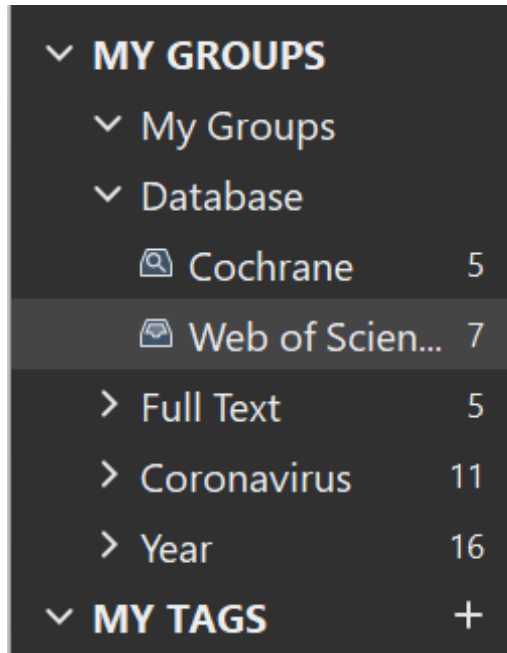 MY GROUPS
My Groups
Database
Cochrane 5
Web of Scien... 7
Full Text 5
Coronavirus 11
Year 16
MY TAGS +